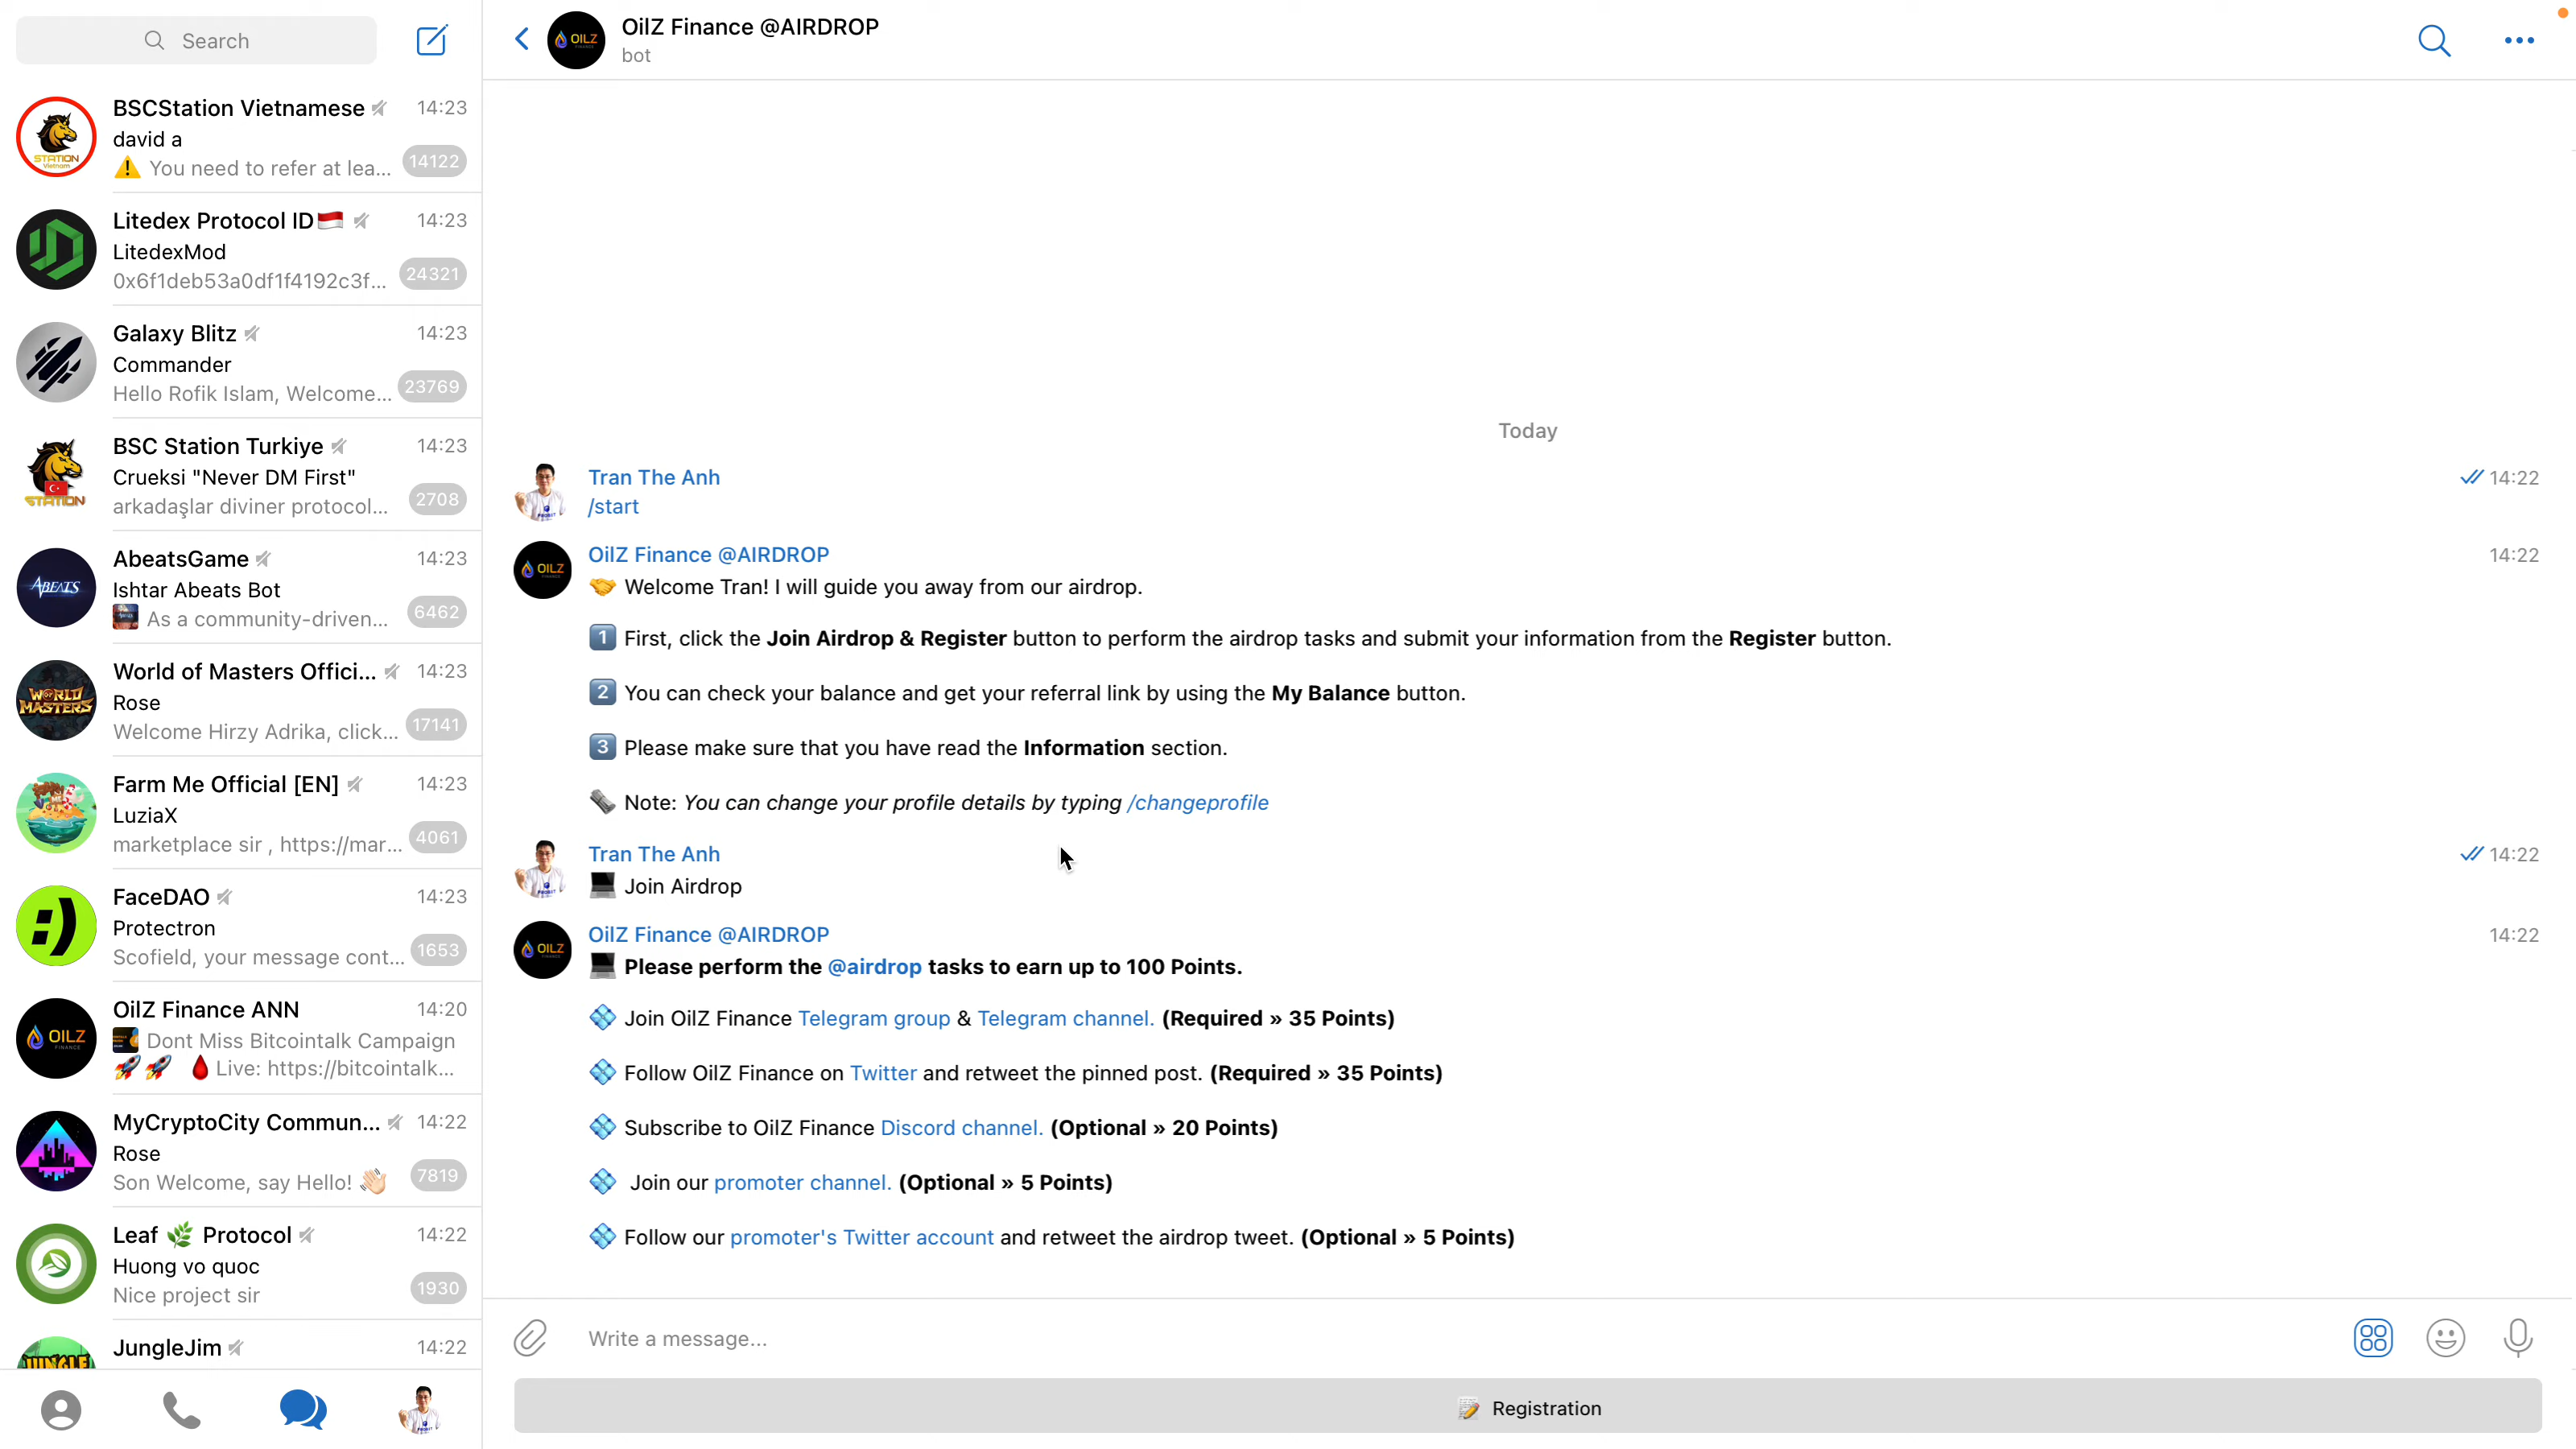 Search
BSCStation Vietnamese 14:23
david a
⚠️ You need to refer at lea... 14122
Litedex Protocol ID🇮🇩 14:23
LitedexMod
0x6f1deb53a0df1f4192c3f... 24321
Galaxy Blitz 14:23
Commander
Hello Rofik Islam, Welcome... 23769
BSC Station Turkiye 14:23
Crueksi "Never DM First"
arkadaşlar diviner protocol... 2708
AbeatsGame 14:23
Ishtar Abeats Bot
As a community-driven... 6462
World of Masters Offici... 14:23
Rose
Welcome Hirzy Adrika, click... 17141
Farm Me Official [EN] 14:23
LuziaX
marketplace sir , https://mar... 4061
FaceDAO 14:23
Protectron
Scofield, your message cont... 1653
OilZ Finance ANN 14:20
Dont Miss Bitcointalk Campaign
🚀🚀 🩸Live: https://bitcointalk...
MyCryptoCity Commun... 14:22
Rose
Son Welcome, say Hello! 👋🏻 7819
Leaf 🌿 Protocol 14:22
Huong vo quoc
Nice project sir 1930
JungleJim 14:22
OilZ Finance @AIRDROP
bot
Today
Tran The Anh 14:22
/start
OilZ Finance @AIRDROP 14:22
🤝 Welcome Tran! I will guide you away from our airdrop.
1️⃣ First, click the Join Airdrop & Register button to perform the airdrop tasks and submit your information from the Register button.
2️⃣ You can check your balance and get your referral link by using the My Balance button.
3️⃣ Please make sure that you have read the Information section.
🗞 Note: You can change your profile details by typing /changeprofile
Tran The Anh 14:22
💻 Join Airdrop
OilZ Finance @AIRDROP 14:22
💻 Please perform the @airdrop tasks to earn up to 100 Points.
💠 Join OilZ Finance Telegram group & Telegram channel. (Required » 35 Points)
💠 Follow OilZ Finance on Twitter and retweet the pinned post. (Required » 35 Points)
💠 Subscribe to OilZ Finance Discord channel. (Optional » 20 Points)
💠 Join our promoter channel. (Optional » 5 Points)
💠 Follow our promoter's Twitter account and retweet the airdrop tweet. (Optional » 5 Points)
Write a message...
📝 Registration